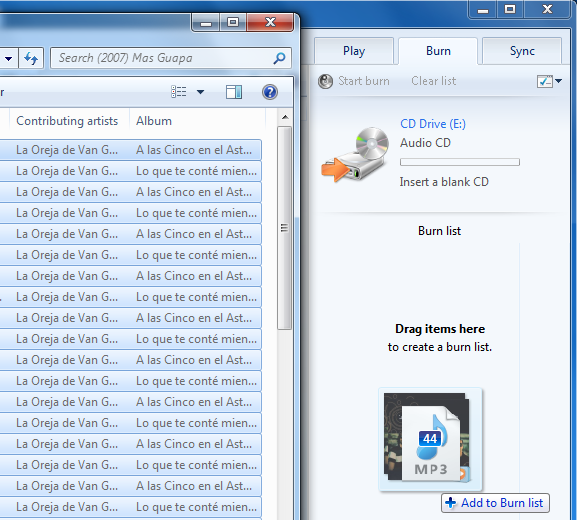 Search (2007) Mas Guapa
r
Contributing artists Album
La Oreja de Van G... A las Cinco en el Ast...
La Oreja de Van G... Lo que te conté mien...
La Oreja de Van G... A las Cinco en el Ast...
La Oreja de Van G... Lo que te conté mien...
La Oreja de Van G... A las Cinco en el Ast...
La Oreja de Van G... Lo que te conté mien...
La Oreja de Van G... A las Cinco en el Ast...
La Oreja de Van G... Lo que te conté mien...
La Oreja de Van G... A las Cinco en el Ast...
La Oreja de Van G... Lo que te conté mien...
La Oreja de Van G... A las Cinco en el Ast...
La Oreja de Van G... Lo que te conté mien...
La Oreja de Van G... A las Cinco en el Ast...
La Oreja de Van G... Lo que te conté mien...
La Oreja de Van G... A las Cinco en el Ast...
La Oreja de Van G... Lo que te conté mien...
La Oreja de Van G... A las Cinco en el Ast...
La Oreja de Van G... Lo que te conté mien...
Play Burn Sync
Start burn Clear list
CD Drive (E:)
Audio CD
Insert a blank CD
Burn list
Drag items here
to create a burn list.
44
MP3
Add to Burn list